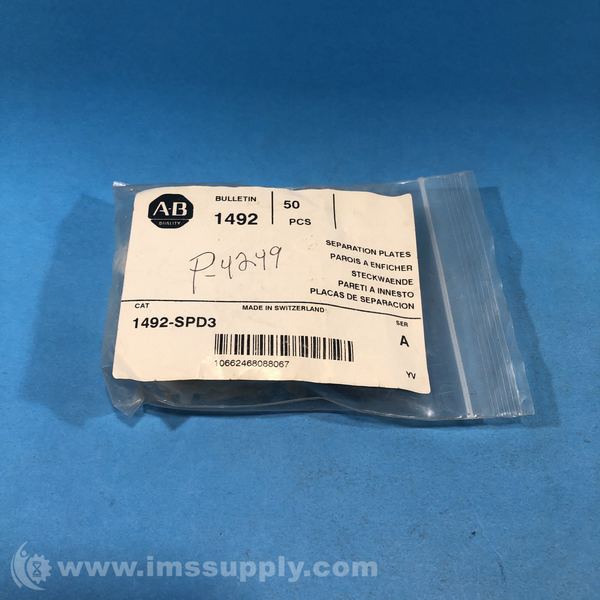 A·B
QUALITY
BULLETIN
1492
50
PCS
P-4249
SEPARATION PLATES
PAROIS A ENFICHER
STECKWAENDE
PARETI A INNESTO
PLACAS DE SEPARACION
CAT
MADE IN SWITZERLAND
1492-SPD3
SER
A
10662468088067
YV
www.imssupply.com